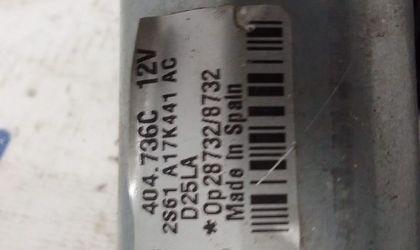 404.736C 12V
2S61 A17K441 AC
D25LA
*Op28732/8732
Made In Spain